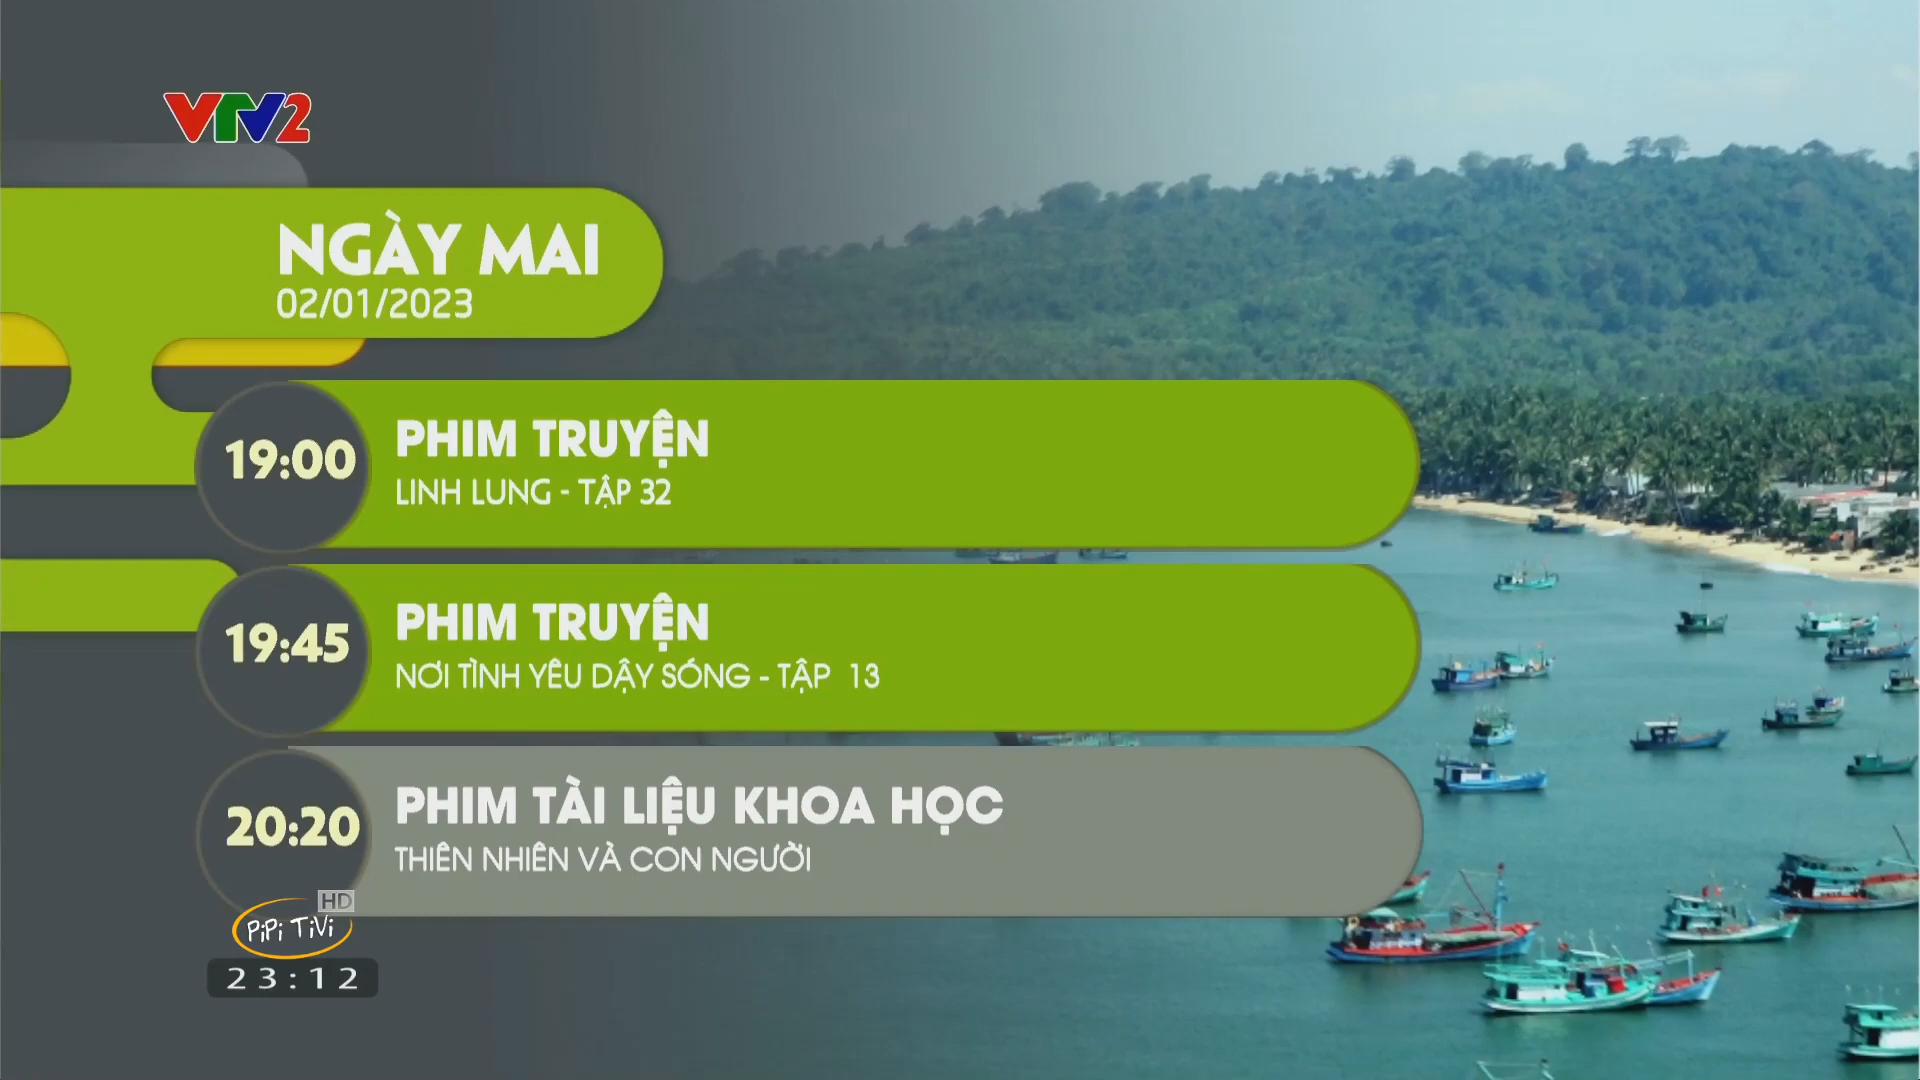 VTV2
NGÀY MAI
02/01/2023
19:00
PHIM TRUYỆN
LINH LUNG - TẬP 32
19:45
PHIM TRUYỆN
NƠI TÌNH YÊU DẬY SÓNG - TẬP 13
20:20
PHIM TÀI LIỆU KHOA HỌC
THIÊN NHIÊN VÀ CON NGƯỜI
HD
PiPi TiVi
23:12